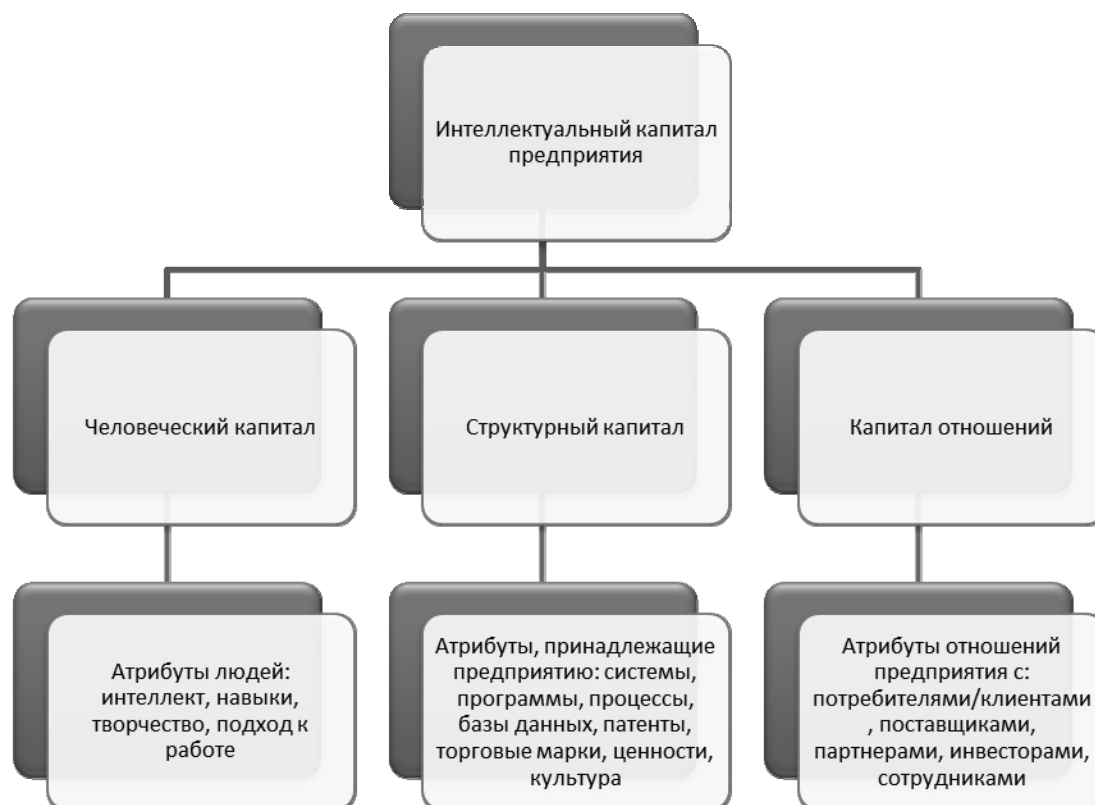 Интеллектуальный капитал
предприятия
Человеческий капитал
Структурный капитал
Капитал отношений
Атрибуты людей:
интеллект, навыки,
творчество, подход к
работе
Атрибуты, принадлежащие
предприятию: системы,
программы, процессы,
базы данных, патенты,
торговые марки, ценности,
культура
Атрибуты отношений
предприятия с:
потребителями/клиентами
, поставщиками,
партнерами, инвесторами,
сотрудниками